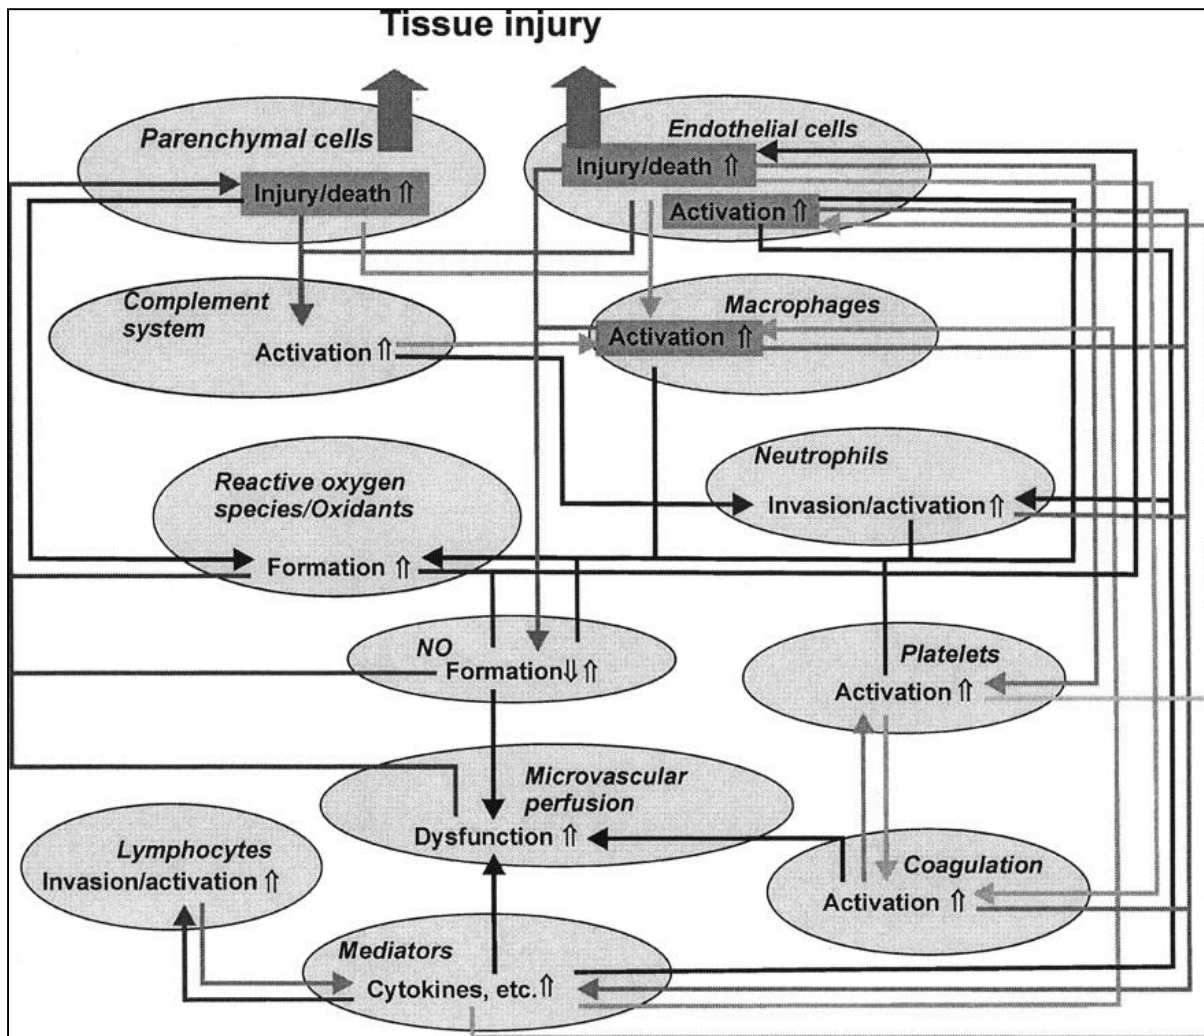 Tissue injury
Parenchymal cells
Injury/death ⇑
Endothelial cells
Injury/death ⇑
Activation ⇑
Complement
system
Activation ⇑
Macrophages
Activation ⇑
Reactive oxygen
species/Oxidants
Formation ⇑
Neutrophils
Invasion/activation ⇑
NO
Formation⇓⇑
Platelets
Activation ⇑
Microvascular
perfusion
Dysfunction ⇑
Lymphocytes
Invasion/activation ⇑
Coagulation
Activation ⇑
Mediators
Cytokines, etc.⇑